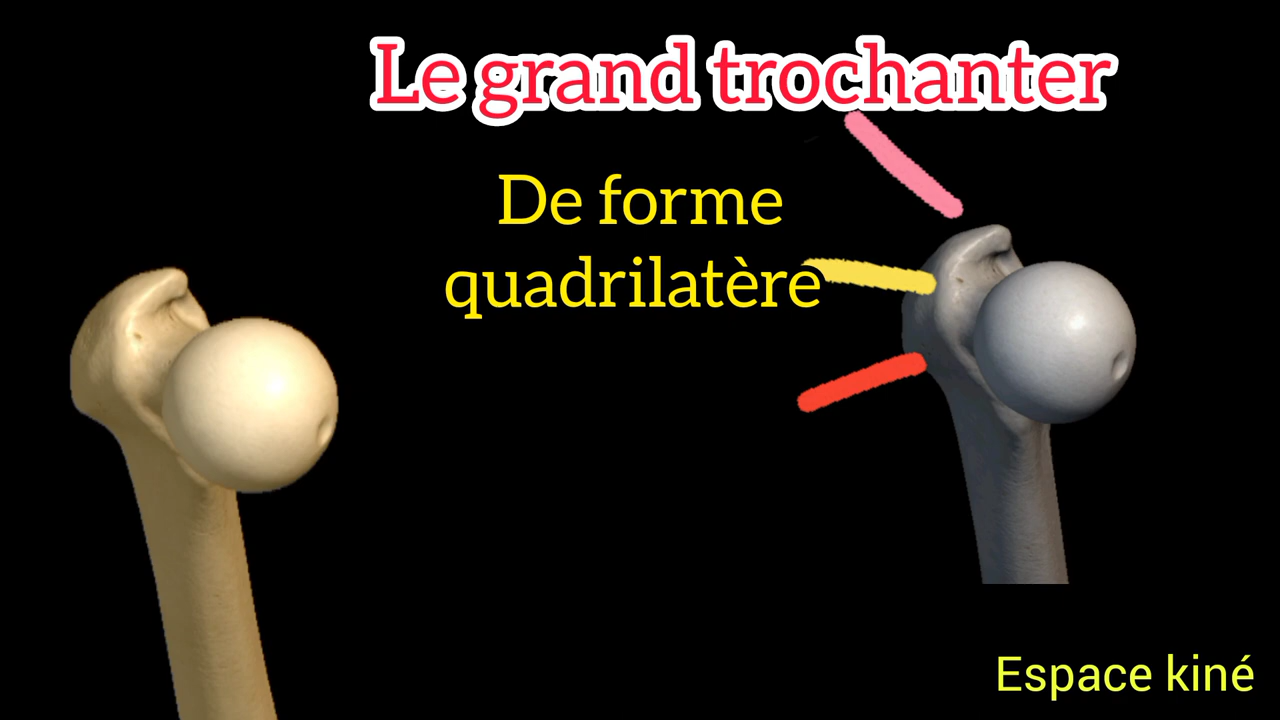 Le grand trochanter
De forme
quadrilatère
Espace kiné